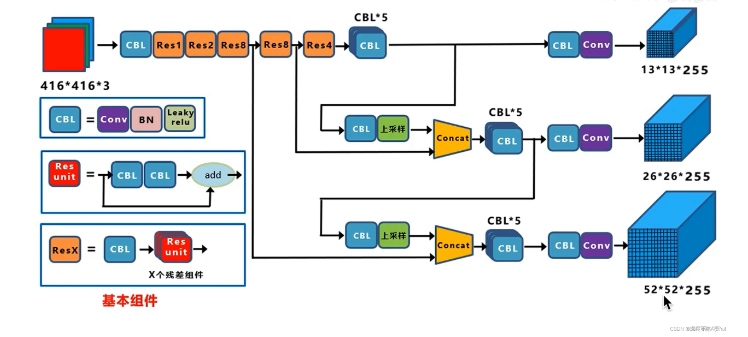 CBL*5
CBL Res1 Res2 Res8 Res8 Res4 CBL CBL Conv
416*416*3
13*13*255
CBL = Conv BN Leaky relu
CBL 上采样 Concat
CBL*5
CBL CBL Conv
26*26*255
Res unit = CBL CBL add
CBL 上采样 Concat
CBL*5
CBL CBL Conv
52*52*255
ResX = CBL Res unit
X个残差组件
基本组件